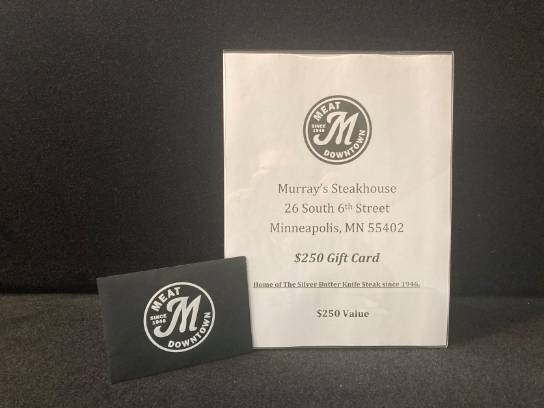 MEAT
SINCE
1946
M
DOWNTOWN
Murray's Steakhouse
26 South 6th Street
Minneapolis, MN 55402
$250 Gift Card
Home of The Silver Butter Knife Steak since 1946.
$250 Value
MEAT
SINCE
1946
M
DOWNTOWN